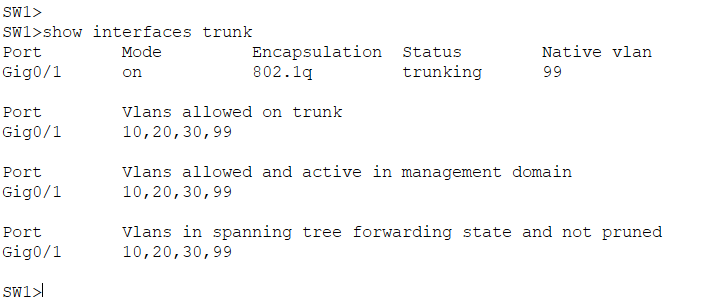 SW1>
SW1>show interfaces trunk
Port        Mode         Encapsulation  Status        Native vlan
Gig0/1      on           802.1q         trunking      99
Port        Vlans allowed on trunk
Gig0/1      10,20,30,99
Port        Vlans allowed and active in management domain
Gig0/1      10,20,30,99
Port        Vlans in spanning tree forwarding state and not pruned
Gig0/1      10,20,30,99
SW1>